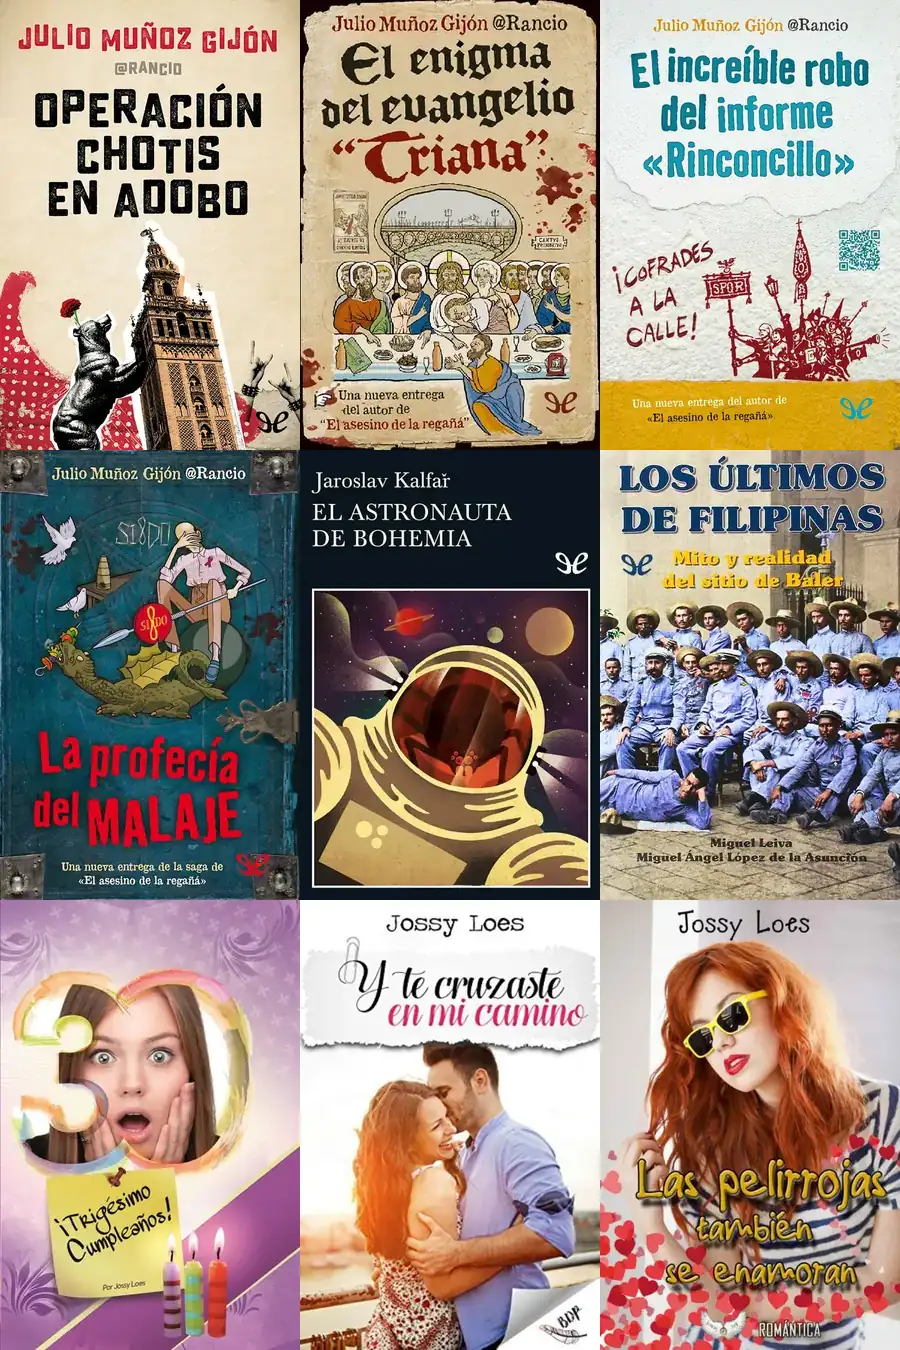 JULIO MUÑOZ GIJÓN
@RANCIO
OPERACIÓN
CHOTIS
EN ADOBO
Julio Muñoz Gijón @Rancio
El enigma
del evangelio
"Triana"
Una nueva entrega
del autor de
"El asesino de la regañá"
Julio Muñoz Gijón @Rancio
El increíble robo
del informe
«Rinconcillo»
¡COFRADES
A LA
CALLE!
SPQR
Una nueva entrega del autor de
«El asesino de la regañá»
Julio Muñoz Gijón @Rancio
SI8DO
SI8DO
La profecía
del MALAJE
Una nueva entrega de la saga de
«El asesino de la regañá»
Jaroslav Kalfař
EL ASTRONAUTA
DE BOHEMIA
LOS ÚLTIMOS
DE FILIPINAS
Mito y realidad
del sitio de Baler
Miguel Leiva
Miguel Ángel López de la Asunción
30
¡Trigésimo
Cumpleaños!
Por Jossy Loes
Jossy Loes
Y te cruzaste
en mi camino
BDP
Jossy Loes
Las pelirrojas
también
se enamoran
ROMÁNTICA